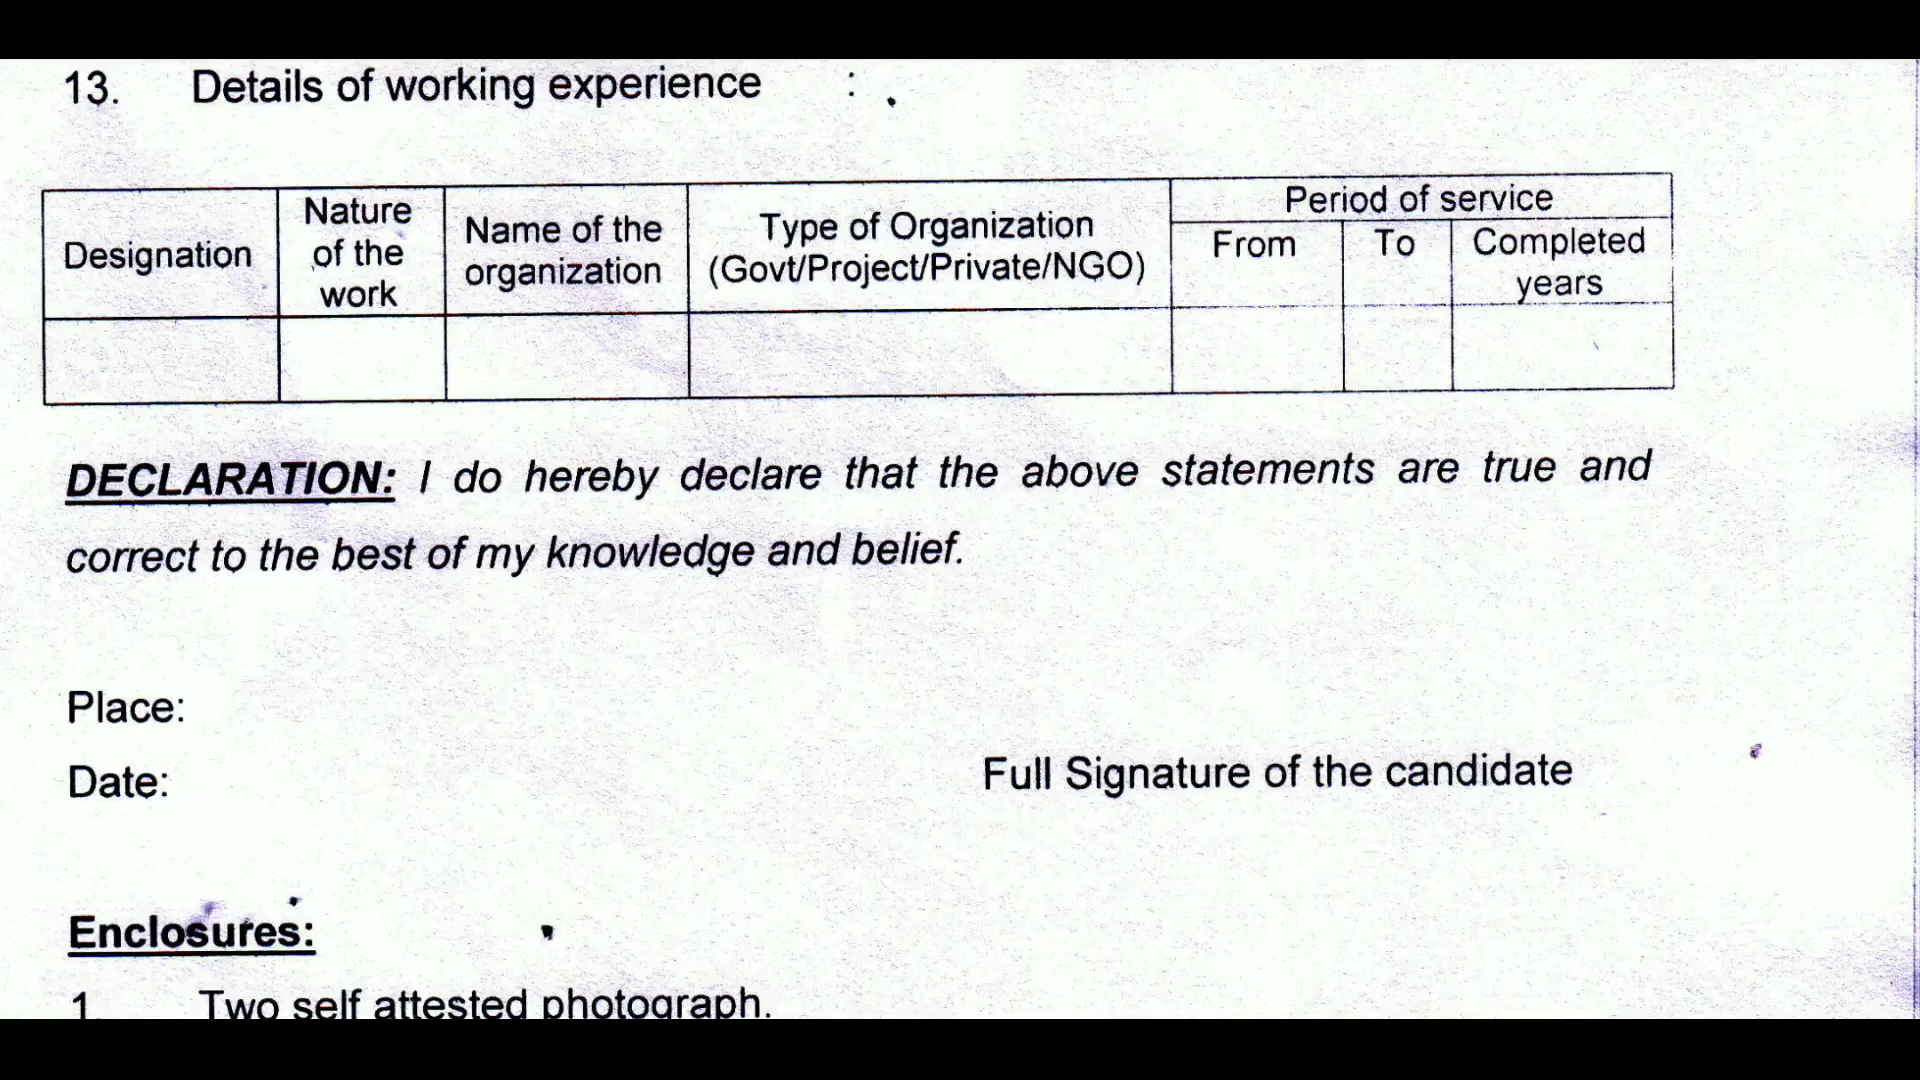 13. Details of working experience :
Designation
Nature
of the
work
Name of the
organization
Type of Organization
(Govt/Project/Private/NGO)
Period of service
From
To
Completed
years
DECLARATION: I do hereby declare that the above statements are true and
correct to the best of my knowledge and belief.
Place:
Date:
Full Signature of the candidate
Enclosures:
1. Two self attested photograph.